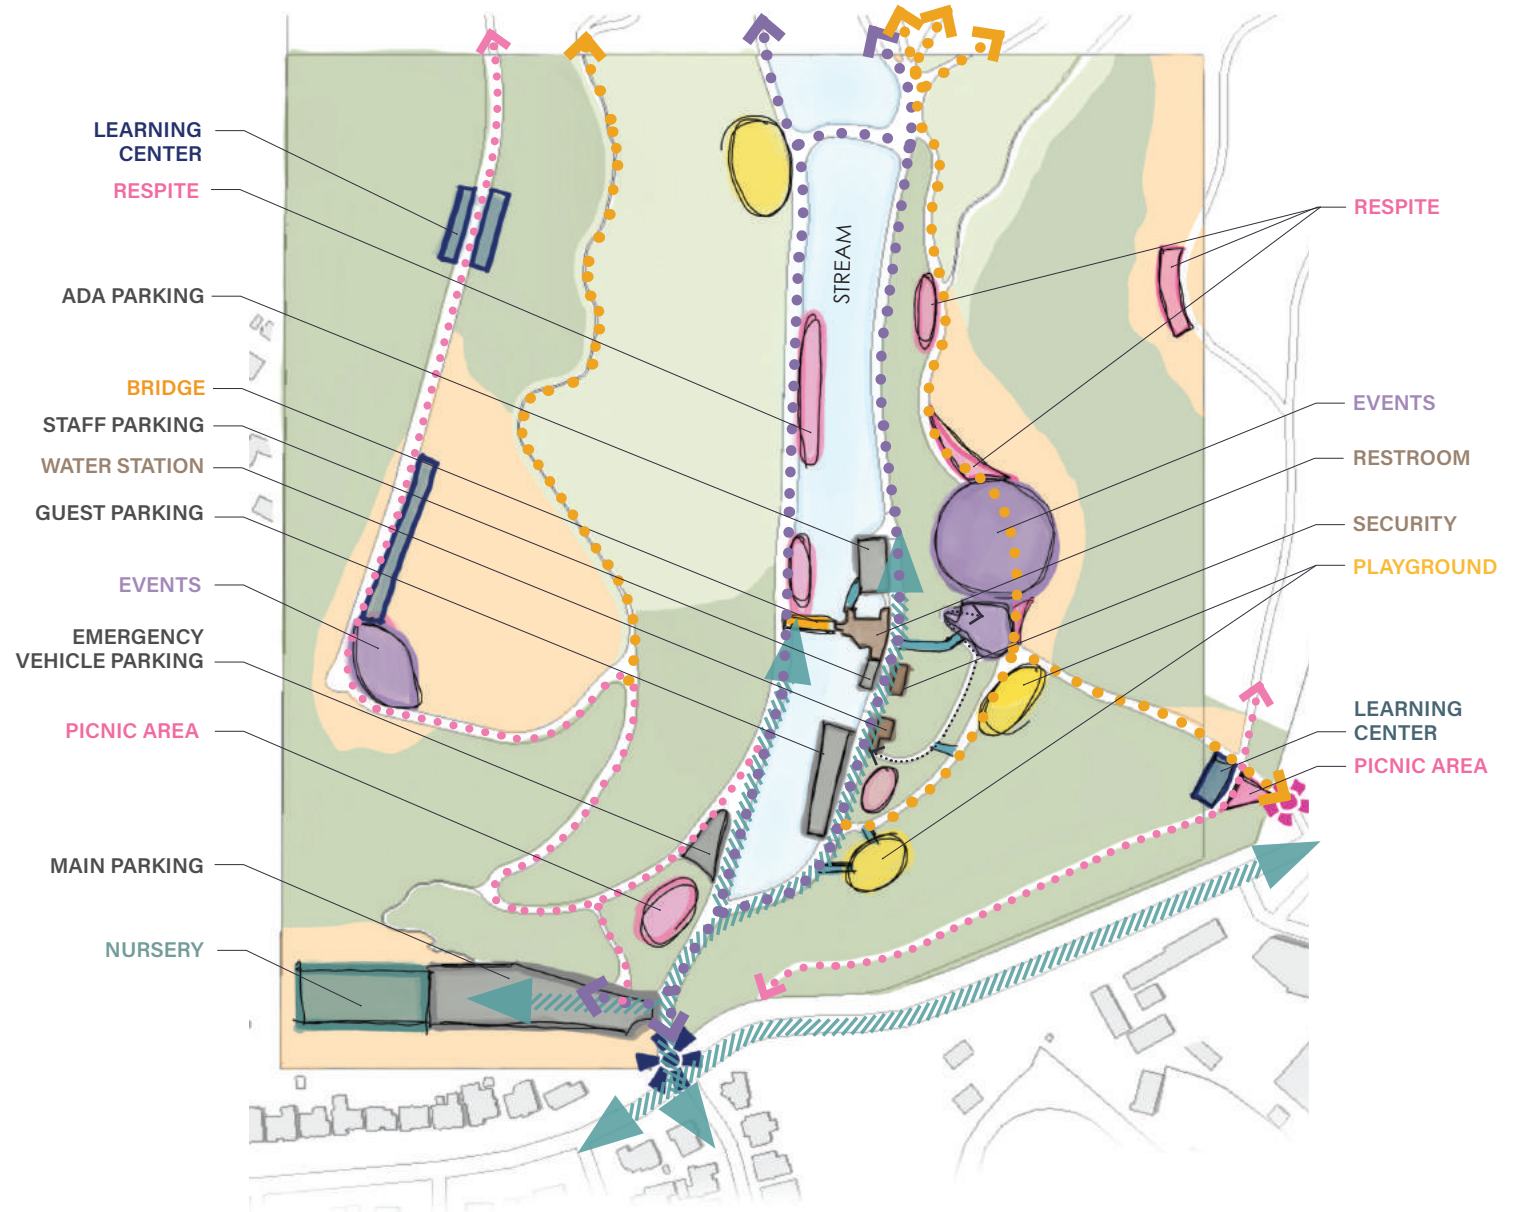 LEARNING
CENTER
RESPITE
ADA PARKING
BRIDGE
STAFF PARKING
WATER STATION
GUEST PARKING
EVENTS
EMERGENCY
VEHICLE PARKING
PICNIC AREA
MAIN PARKING
NURSERY
STREAM
RESPITE
EVENTS
RESTROOM
SECURITY
PLAYGROUND
LEARNING
CENTER
PICNIC AREA